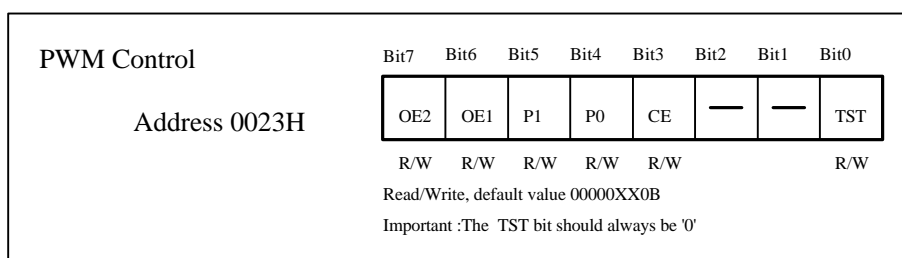 PWM Control
Bit7 Bit6 Bit5 Bit4 Bit3 Bit2 Bit1 Bit0
Address 0023H
OE2 OE1 P1 P0 CE — — TST
R/W R/W R/W R/W R/W R/W
Read/Write, default value 00000XX0B
Important :The TST bit should always be '0'